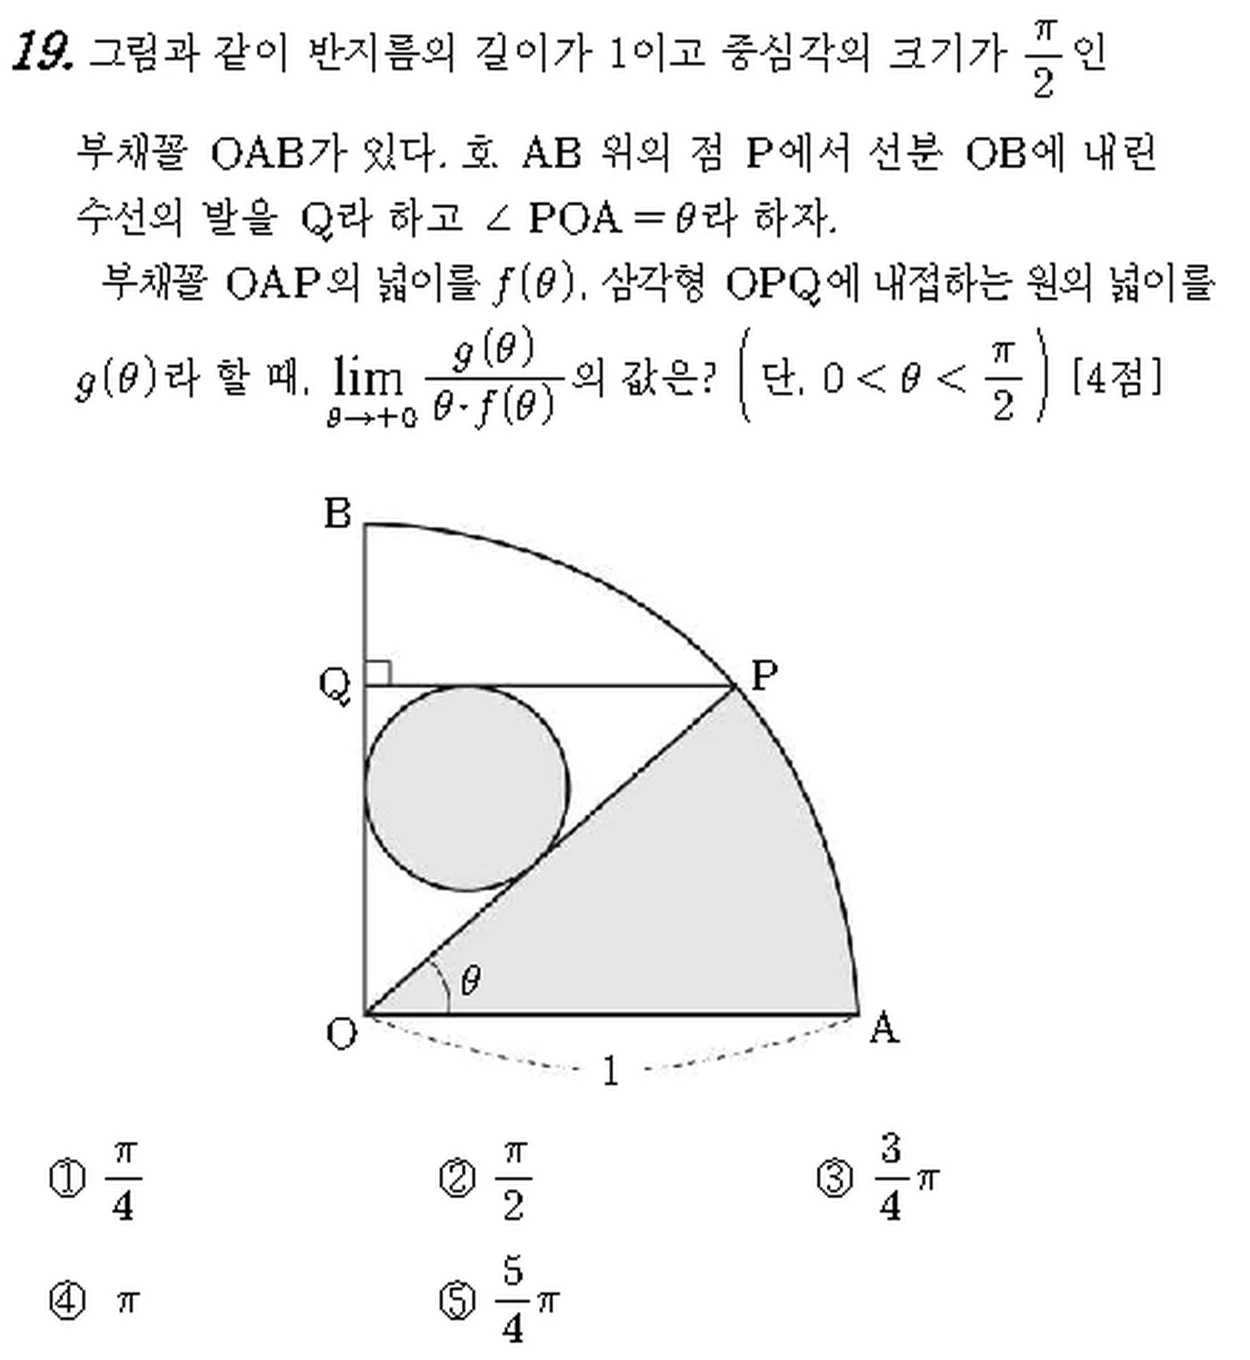 19. 그림과 같이 반지름의 길이가 1이고 중심각의 크기가 π/2 인
부채꼴 OAB가 있다. 호 AB 위의 점 P에서 선분 OB에 내린
수선의 발을 Q라 하고 ∠POA=θ라 하자.
부채꼴 OAP의 넓이를 f(θ), 삼각형 OPQ에 내접하는 원의 넓이를
g(θ)라 할 때, lim θ→+0 g(θ)/(θ·f(θ)) 의 값은? (단, 0<θ<π/2) [4점]
B
Q
P
θ
O
A
1
① π/4 ② π/2 ③ 3/4 π
④ π ⑤ 5/4 π